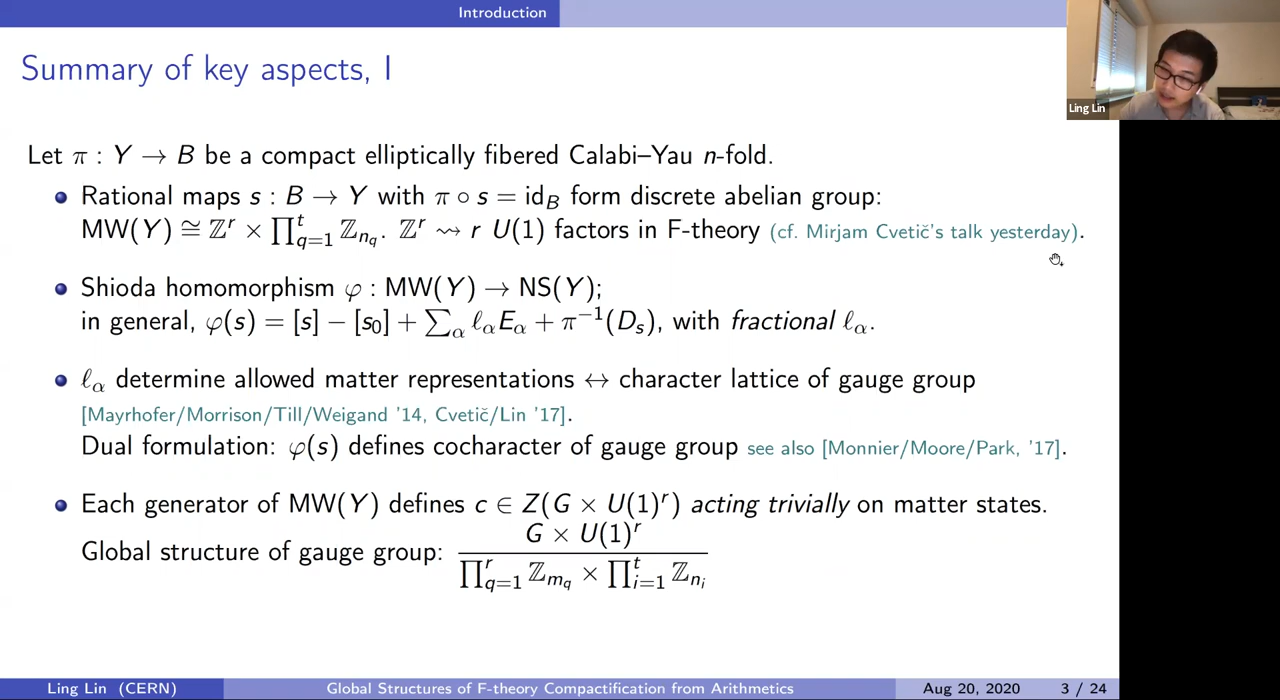 Introduction
Ling Lin
Summary of key aspects, I
Let π : Y → B be a compact elliptically fibered Calabi–Yau n-fold.
Rational maps s : B → Y with π ∘ s = id_B form discrete abelian group:
MW(Y) ≅ ℤ^r × ∏_{q=1}^t ℤ_{n_q}. ℤ^r ⇝ r U(1) factors in F-theory (cf. Mirjam Cvetič's talk yesterday).
Shioda homomorphism φ : MW(Y) → NS(Y);
in general, φ(s) = [s] − [s_0] + ∑_α ℓ_α E_α + π^{−1}(D_s), with fractional ℓ_α.
ℓ_α determine allowed matter representations ↔ character lattice of gauge group
[Mayrhofer/Morrison/Till/Weigand '14, Cvetič/Lin '17].
Dual formulation: φ(s) defines cocharacter of gauge group see also [Monnier/Moore/Park, '17].
Each generator of MW(Y) defines c ∈ Z(G × U(1)^r) acting trivially on matter states.
Global structure of gauge group: G × U(1)^r / ∏_{q=1}^r ℤ_{m_q} × ∏_{i=1}^t ℤ_{n_i}
Ling Lin (CERN) Global Structures of F-theory Compactification from Arithmetics Aug 20, 2020 3 / 24